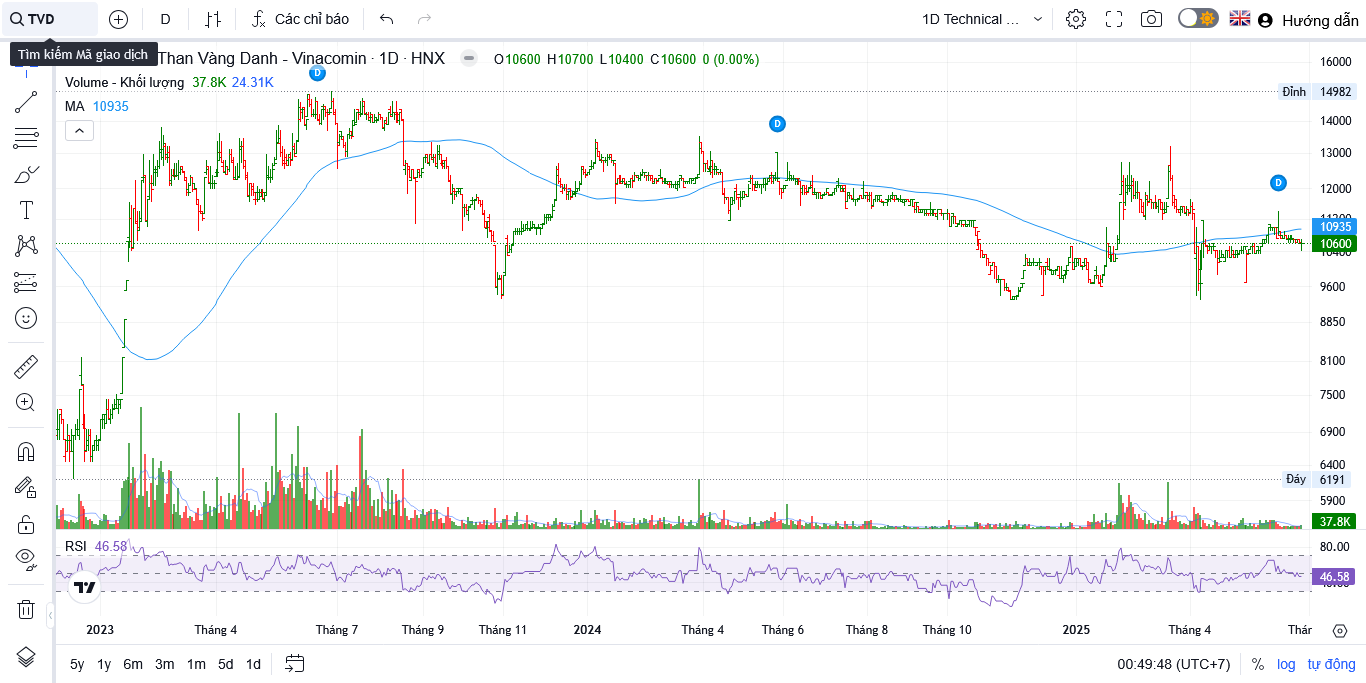 TVD
D
Các chỉ báo
1D Technical ...
Hướng dẫn
Tìm kiếm Mã giao dịch
Than Vàng Danh - Vinacomin · 1D · HNX
O10600 H10700 L10400 C10600 0 (0.00%)
Volume - Khối lượng 37.8K 24.31K
MA 10935
D
D
D
16000
Đỉnh 14982
14000
13000
12000
10935
10600
10400
9600
8850
8100
7500
6900
6400
Đáy 6191
5900
37.8K
RSI 46.58
80.00
46.58
2023
Tháng 4
Tháng 7
Tháng 9
Tháng 11
2024
Tháng 4
Tháng 6
Tháng 8
Tháng 10
2025
Tháng 4
Thár
5y 1y 6m 3m 1m 5d 1d
00:49:48 (UTC+7)
% log tự động